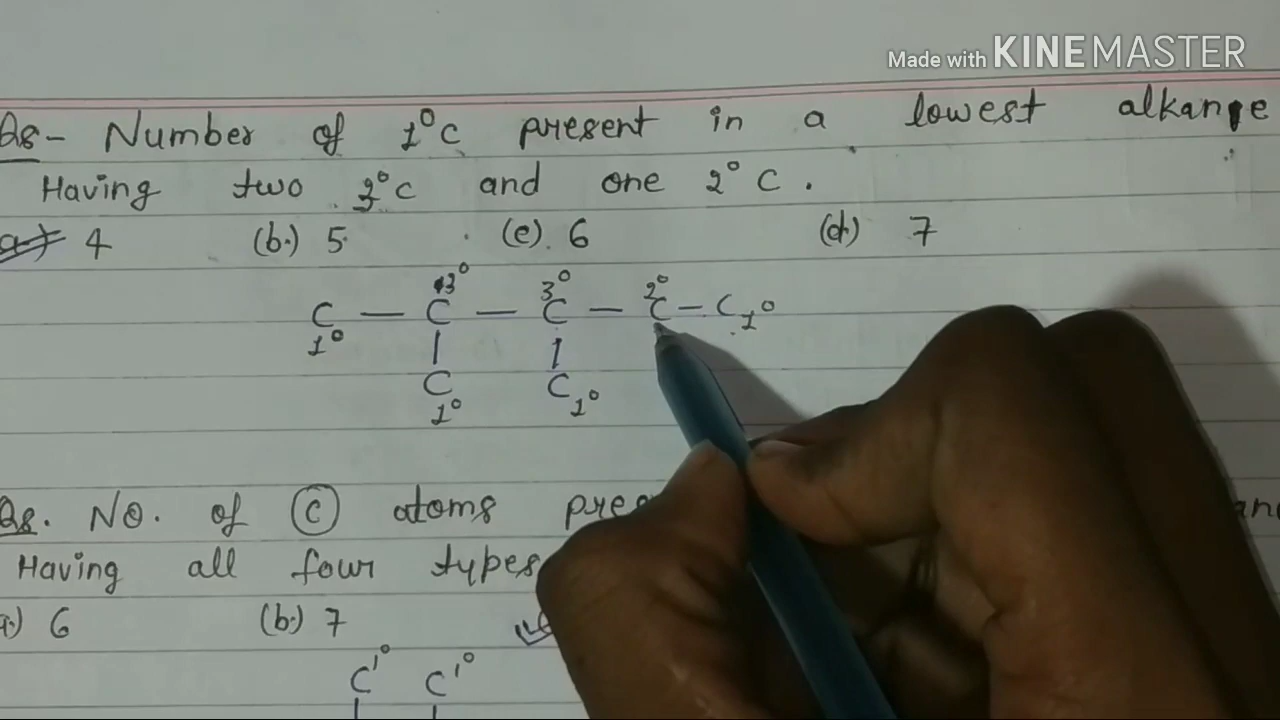 Made with KINEMASTER
Qs- Number of 1°C present in a lowest alkane
Having two 3°C and one 2°C.
a) 4 (b.) 5 (c). 6 (d.) 7
3° 3° 2°
C — C — C — C – C 1°
1° | |
C C 1°
1°
Qs. NO. of C atoms
Having all four types
a.) 6 (b.) 7
C 1° C 1°